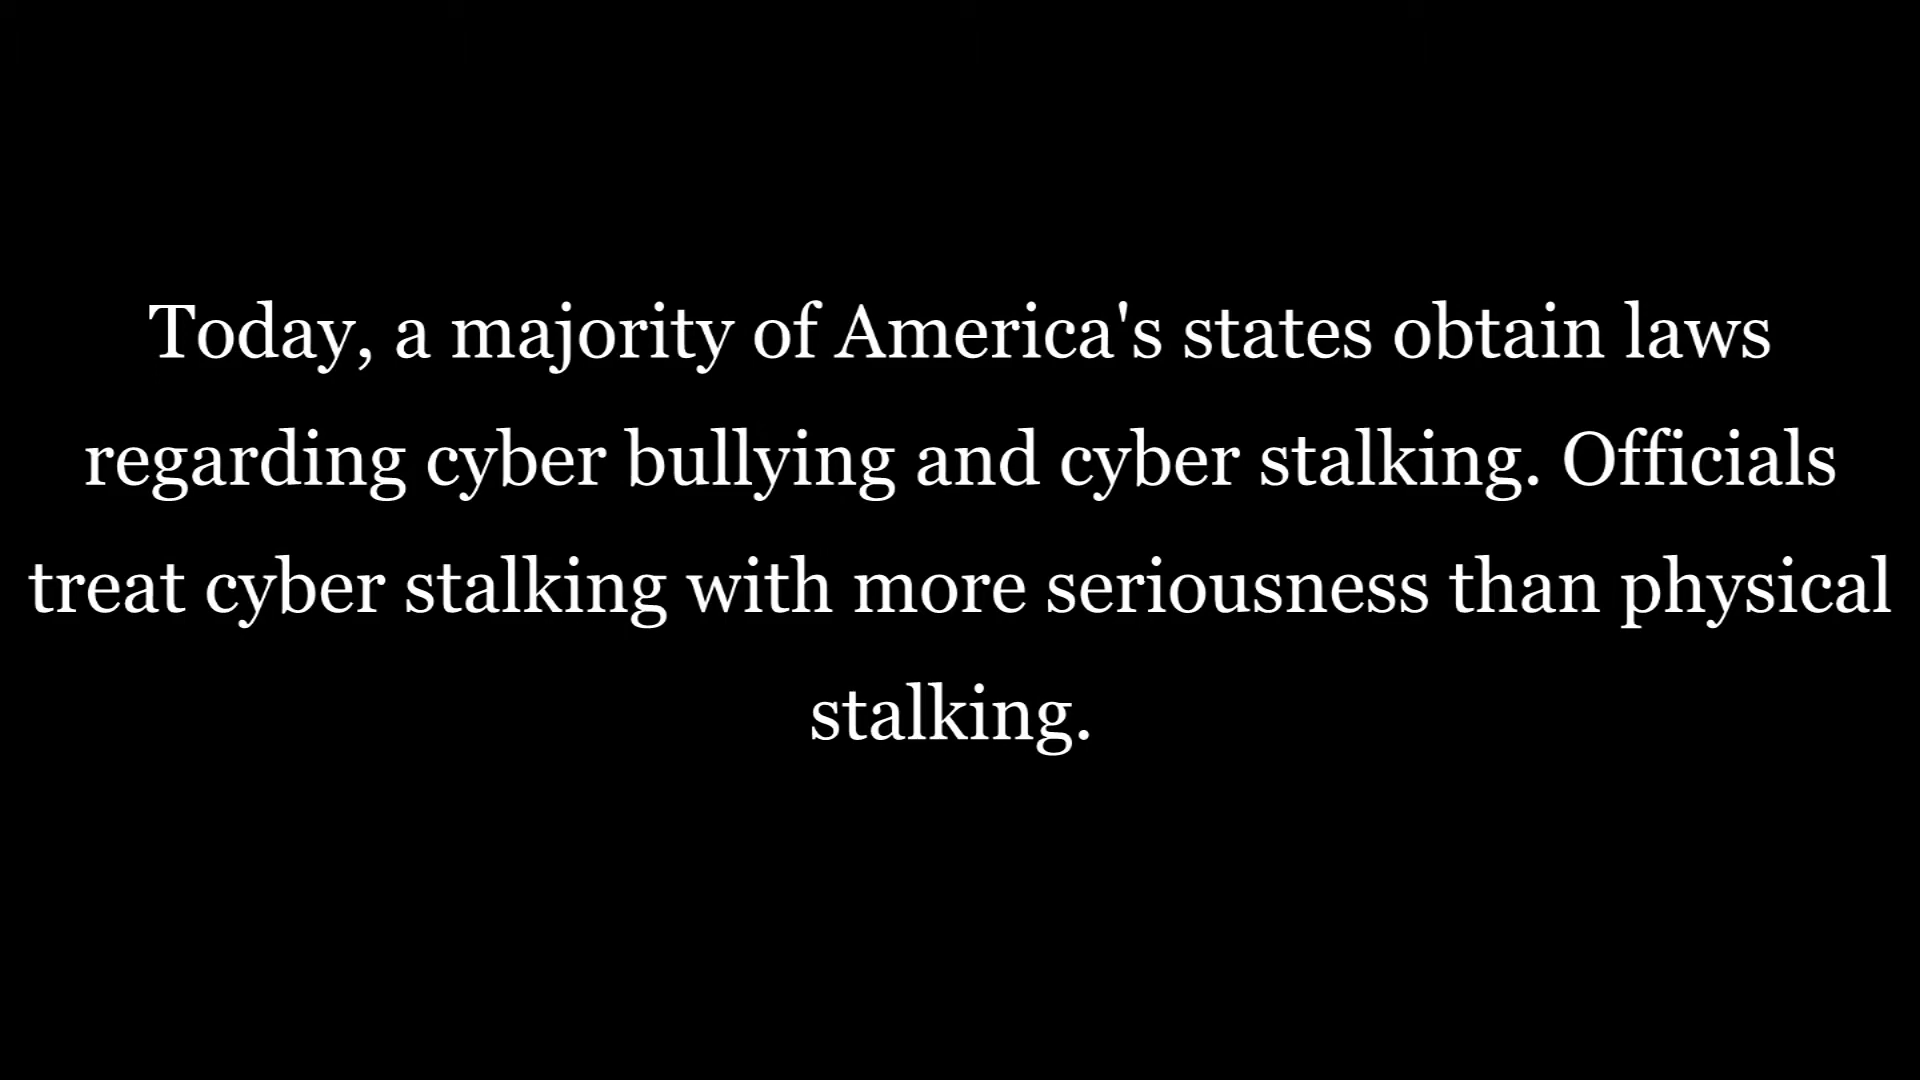 Today, a majority of America's states obtain laws
regarding cyber bullying and cyber stalking. Officials
treat cyber stalking with more seriousness than physical
stalking.